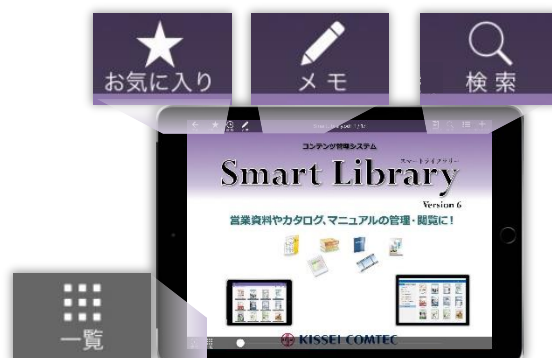 お気に入り
メモ
検索
コンテンツ管理システム
スマートライブラリー
Smart Library
Version 6
営業資料やカタログ、マニュアルの管理・閲覧に!
KISSEI COMTEC
一覧